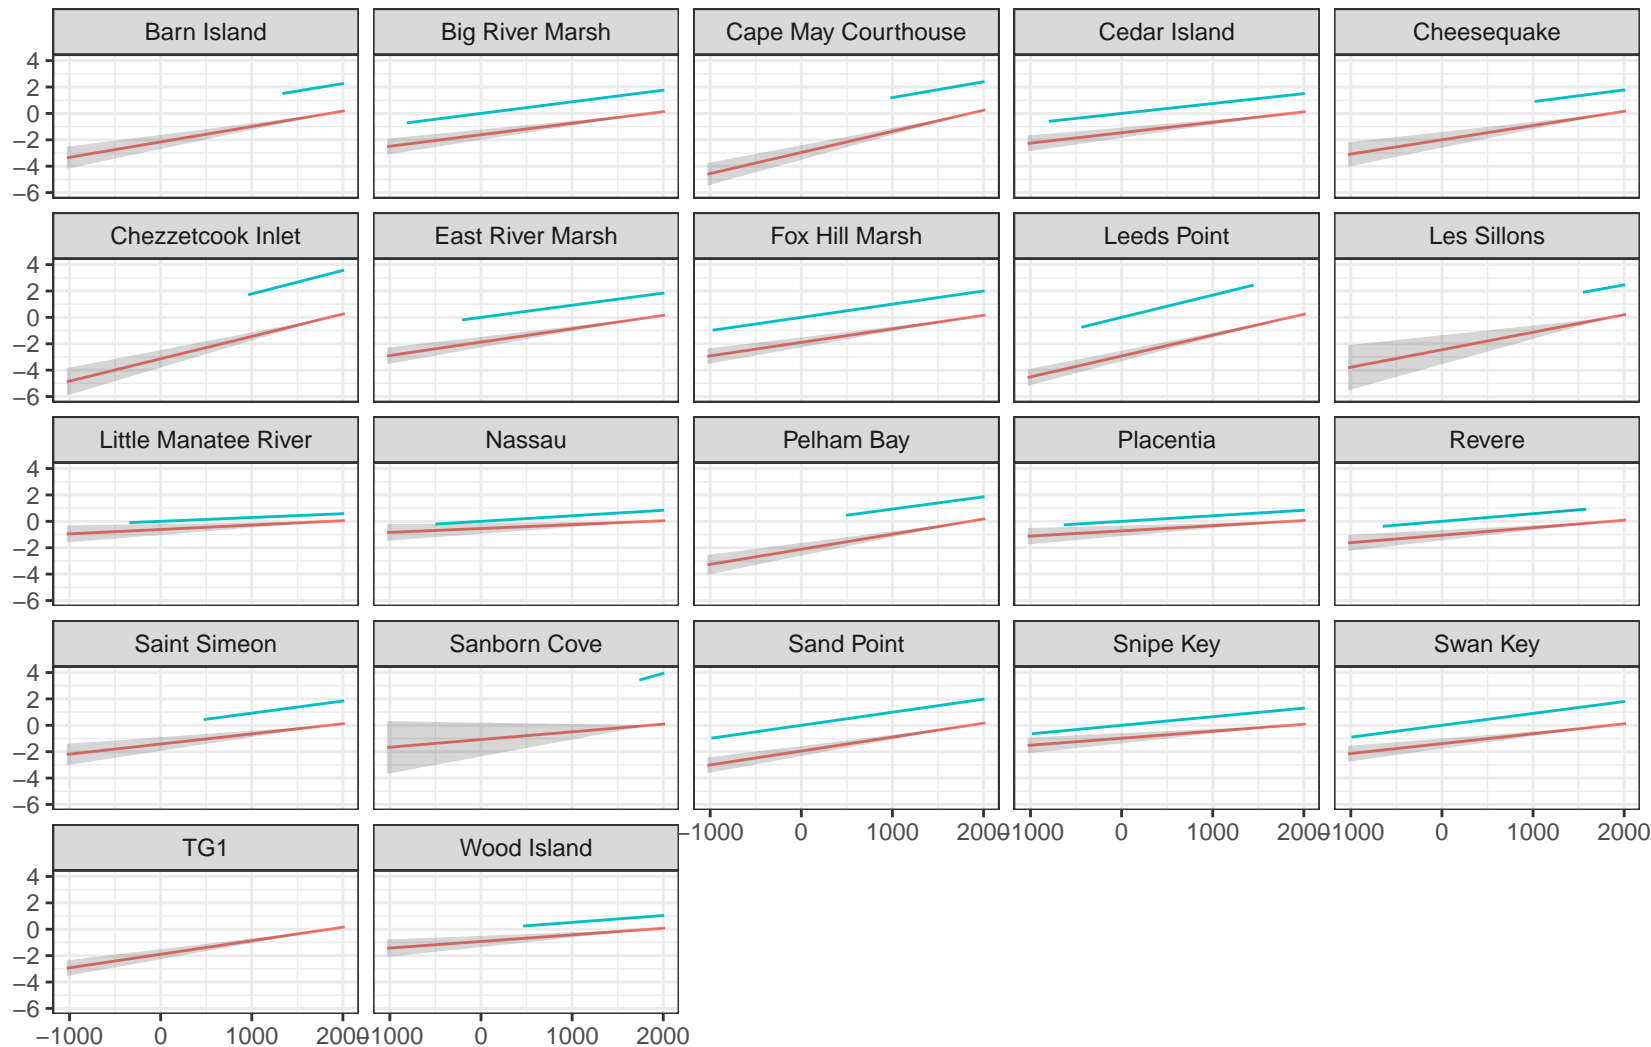 Barn Island
Big River Marsh
Cape May Courthouse
Cedar Island
Cheesequake
4
2
0
−2
−4
−6
Chezzetcook Inlet
East River Marsh
Fox Hill Marsh
Leeds Point
Les Sillons
4
2
0
−2
−4
−6
Little Manatee River
Nassau
Pelham Bay
Placentia
Revere
4
2
0
−2
−4
−6
Saint Simeon
Sanborn Cove
Sand Point
Snipe Key
Swan Key
4
2
0
−2
−4
−6
−1000 0 1000 2000
−1000 0 1000 2000
−1000 0 1000 2000
TG1
Wood Island
4
2
0
−2
−4
−6
−1000 0 1000 2000
−1000 0 1000 2000